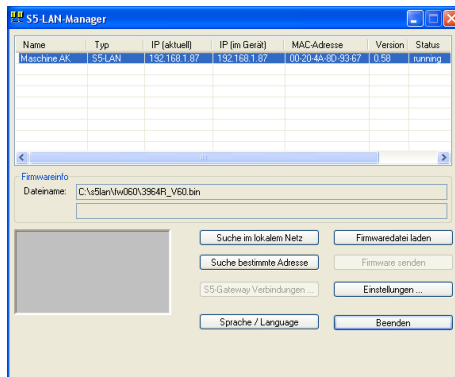 S5-LAN-Manager
Name Typ IP (aktuell) IP (im Gerät) MAC-Adresse Version Status
Maschine AK S5-LAN 192.168.1.87 192.168.1.87 00-20-4A-8D-93-67 0.58 running
Firmwareinfo
Dateiname: C:\s5lan\fw060\3964R_V60.bin
Suche im lokalem Netz Firmwaredatei laden
Suche bestimmte Adresse Firmware senden
S5-Gateway Verbindungen ... Einstellungen ...
Sprache / Language Beenden